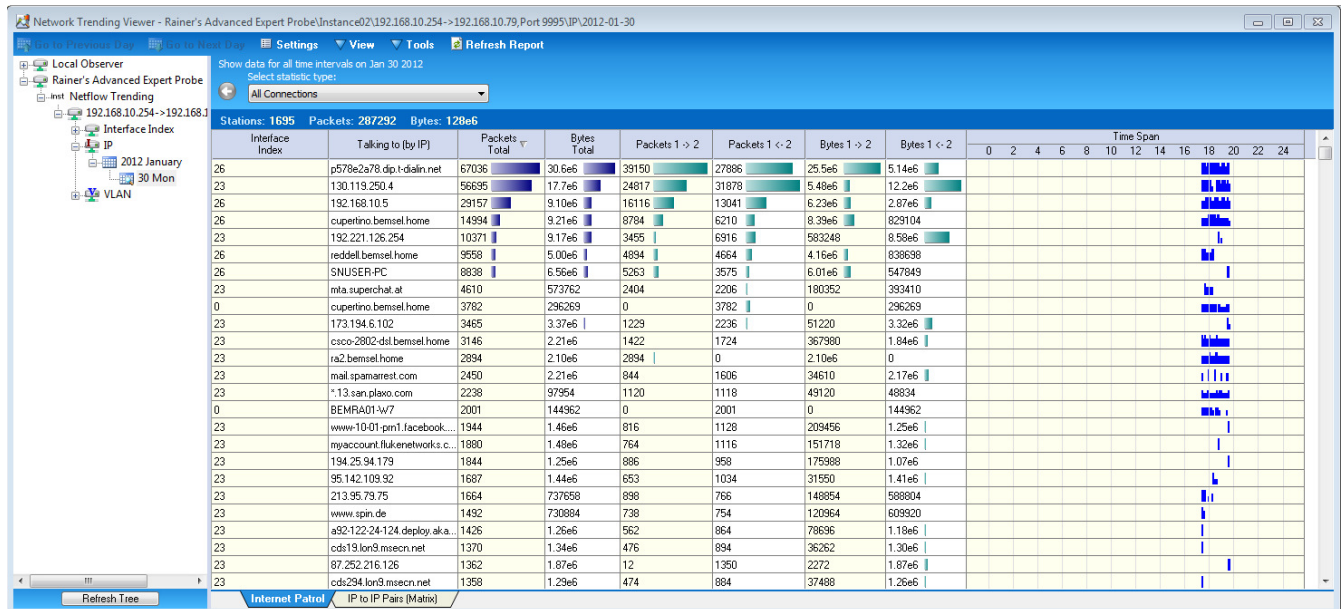 Network Trending Viewer - Rainer's Advanced Expert Probe\Instance02\192.168.10.254->192.168.10.79,Port 9995\IP\2012-01-30
Go to Previous Day Go to Next Day Settings View Tools Refresh Report
Local Observer
Rainer's Advanced Expert Probe
Inst Netflow Trending
192.168.10.254->192.168.1
Interface Index
IP
2012 January
30 Mon
VLAN
Refresh Tree
Show data for all time intervals on Jan 30 2012
Select statistic type:
All Connections
Stations: 1695 Packets: 287292 Bytes: 128e6
Interface Index Talking to (by IP) Packets Total Bytes Total Packets 1 -> 2 Packets 1 <- 2 Bytes 1 -> 2 Bytes 1 <- 2 Time Span
0 2 4 6 8 10 12 14 16 18 20 22 24
26 p578e2a78.dip.t-dialin.net 67036 30.6e6 39150 27886 25.5e6 5.14e6
23 130.119.250.4 56695 17.7e6 24817 31878 5.48e6 12.2e6
26 192.168.10.5 29157 9.10e6 16116 13041 6.23e6 2.87e6
26 cupertino.bemsel.home 14994 9.21e6 8784 6210 8.39e6 829104
23 192.221.126.254 10371 9.17e6 3455 6916 583248 8.58e6
26 reddell.bemsel.home 9558 5.00e6 4894 4664 4.16e6 838698
26 SNUSER-PC 8838 6.56e6 5263 3575 6.01e6 547849
23 mta.superchat.at 4610 573762 2404 2206 180352 393410
0 cupertino.bemsel.home 3782 296269 0 3782 0 296269
23 173.194.6.102 3465 3.37e6 1229 2236 51220 3.32e6
23 csco-2802-dsl.bemsel.home 3146 2.21e6 1422 1724 367980 1.84e6
23 ra2.bemsel.home 2894 2.10e6 2894 0 2.10e6 0
23 mail.spamarrest.com 2450 2.21e6 844 1606 34610 2.17e6
23 *.13.san.plaxo.com 2238 97954 1120 1118 49120 48834
0 BEMRA01-W7 2001 144962 0 2001 0 144962
23 www-10-01-prn1.facebook.... 1944 1.46e6 816 1128 209456 1.25e6
23 myaccount.flukenetworks.c... 1880 1.48e6 764 1116 151718 1.32e6
23 194.25.94.179 1844 1.25e6 886 958 175988 1.07e6
23 95.142.109.92 1687 1.44e6 653 1034 31550 1.41e6
23 213.95.79.75 1664 737658 898 766 148854 588804
23 www.spin.de 1492 730884 738 754 120964 609920
23 a92-122-24-124.deploy.aka... 1426 1.26e6 562 864 78696 1.18e6
23 cds19.lon9.msecn.net 1370 1.34e6 476 894 36262 1.30e6
23 87.252.216.126 1362 1.87e6 12 1350 2272 1.87e6
23 cds294.lon9.msecn.net 1358 1.29e6 474 884 37488 1.26e6
Internet Patrol IP to IP Pairs (Matrix)